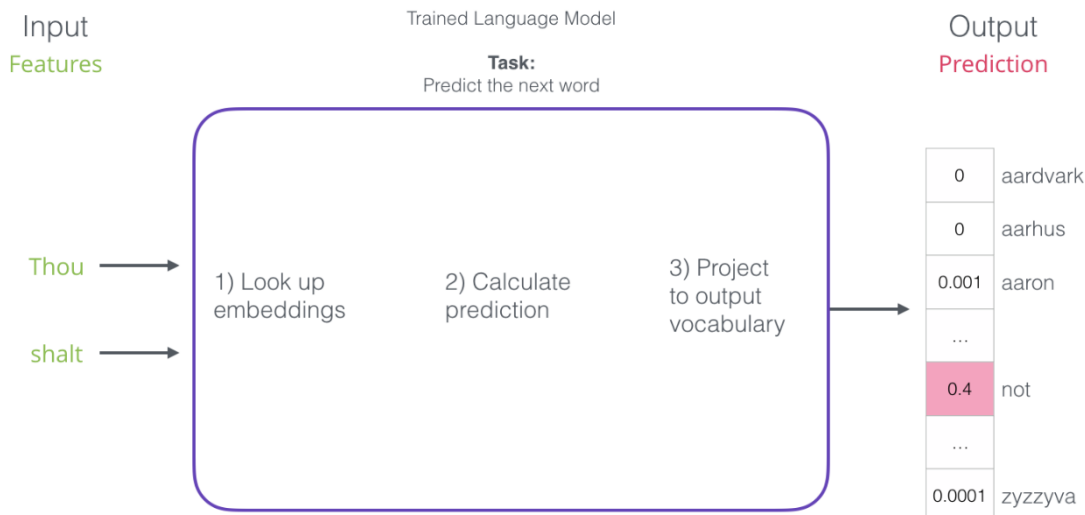 Input
Features
Trained Language Model
Task:
Predict the next word
Output
Prediction
Thou
shalt
1) Look up
embeddings
2) Calculate
prediction
3) Project
to output
vocabulary
0 aardvark
0 aarhus
0.001 aaron
...
0.4 not
...
0.0001 zyzzyva